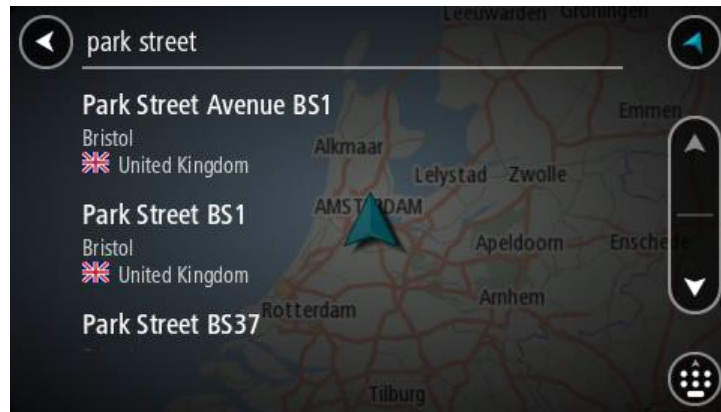 Leeuwarden Groningen
park street
Park Street Avenue BS1
Bristol
United Kingdom
Park Street BS1
Bristol
United Kingdom
Park Street BS37
Emmen
Alkmaar
Lelystad Zwolle
AMSTERDAM
Apeldoorn
Enschede
Arnhem
Rotterdam
Tilburg